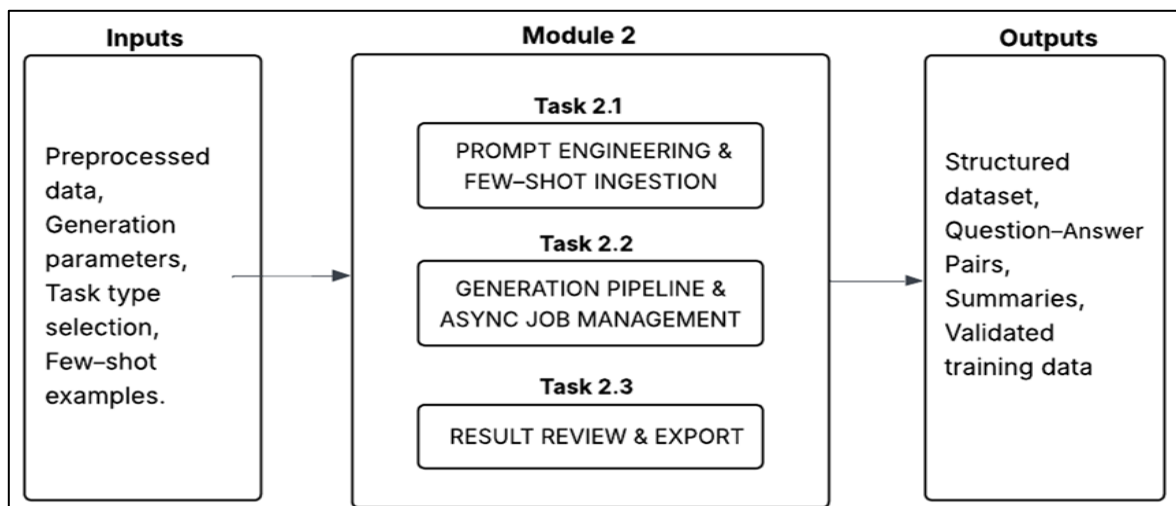 Inputs
Preprocessed
data,
Generation
parameters,
Task type
selection,
Few–shot
examples.
Module 2
Task 2.1
PROMPT ENGINEERING &
FEW–SHOT INGESTION
Task 2.2
GENERATION PIPELINE &
ASYNC JOB MANAGEMENT
Task 2.3
RESULT REVIEW & EXPORT
Outputs
Structured
dataset,
Question–Answer
Pairs,
Summaries,
Validated
training data